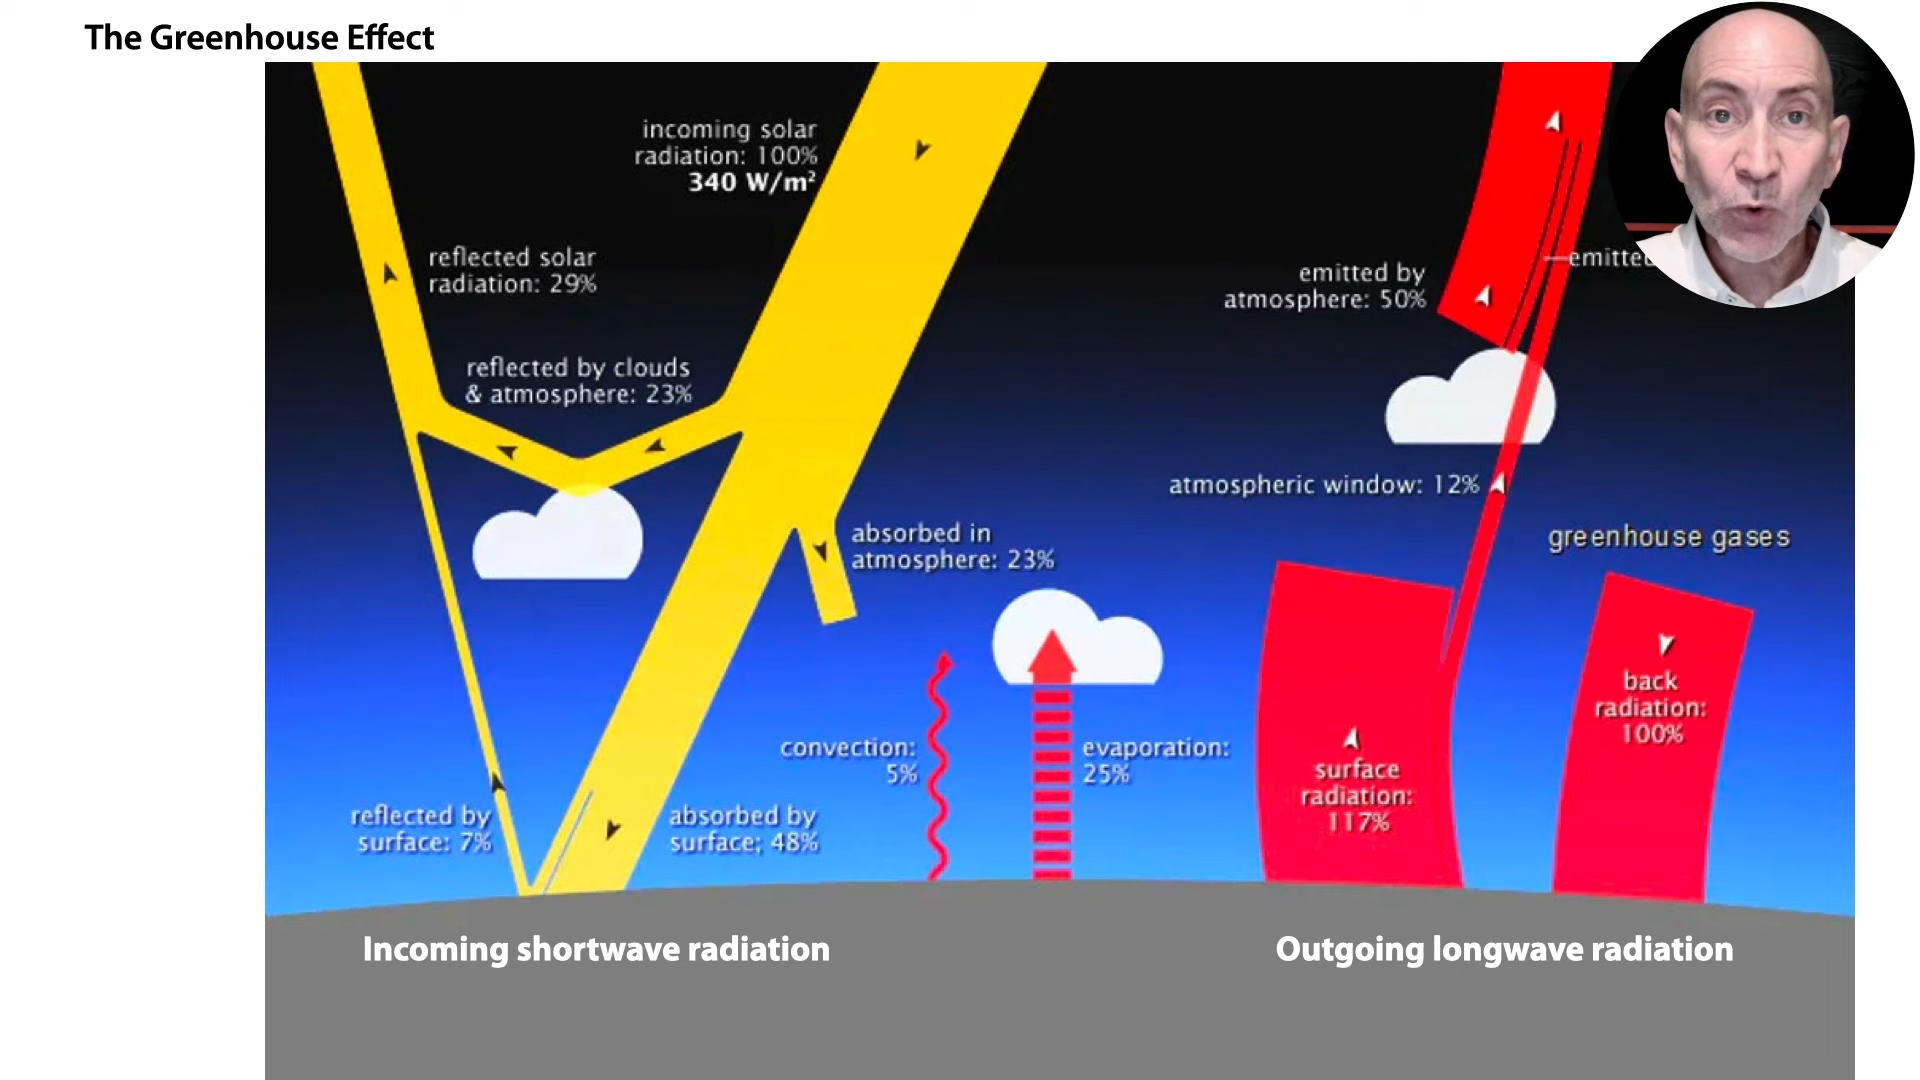 The Greenhouse Effect
incoming solar
radiation: 100%
340 W/m²
reflected solar
radiation: 29%
reflected by clouds
& atmosphere: 23%
absorbed in
atmosphere: 23%
reflected by
surface: 7%
absorbed by
surface: 48%
convection:
5%
evaporation:
25%
emitted by
atmosphere: 50%
atmospheric window: 12%
greenhouse gases
surface
radiation:
117%
back
radiation:
100%
Incoming shortwave radiation
Outgoing longwave radiation